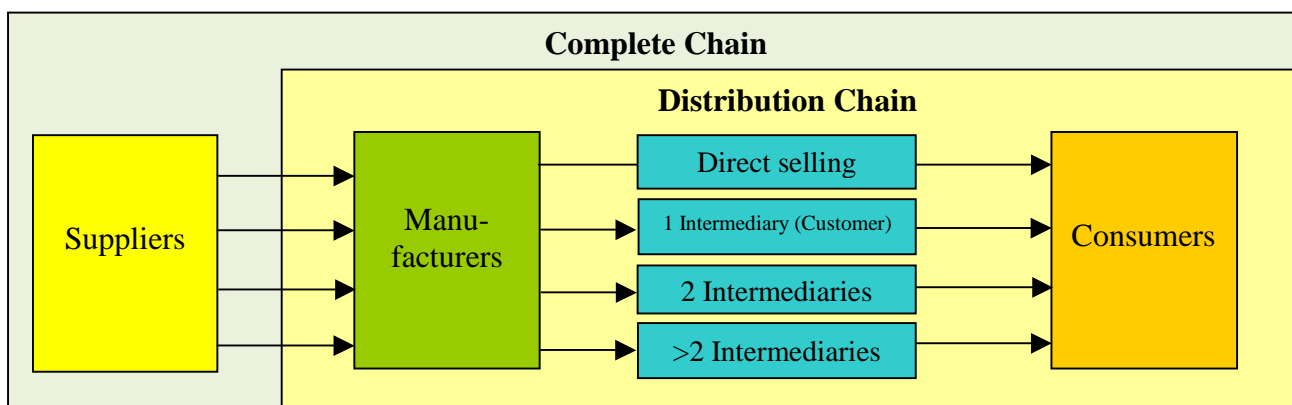 Complete Chain
Distribution Chain
Suppliers
Manu-
facturers
Direct selling
1 Intermediary (Customer)
2 Intermediaries
>2 Intermediaries
Consumers